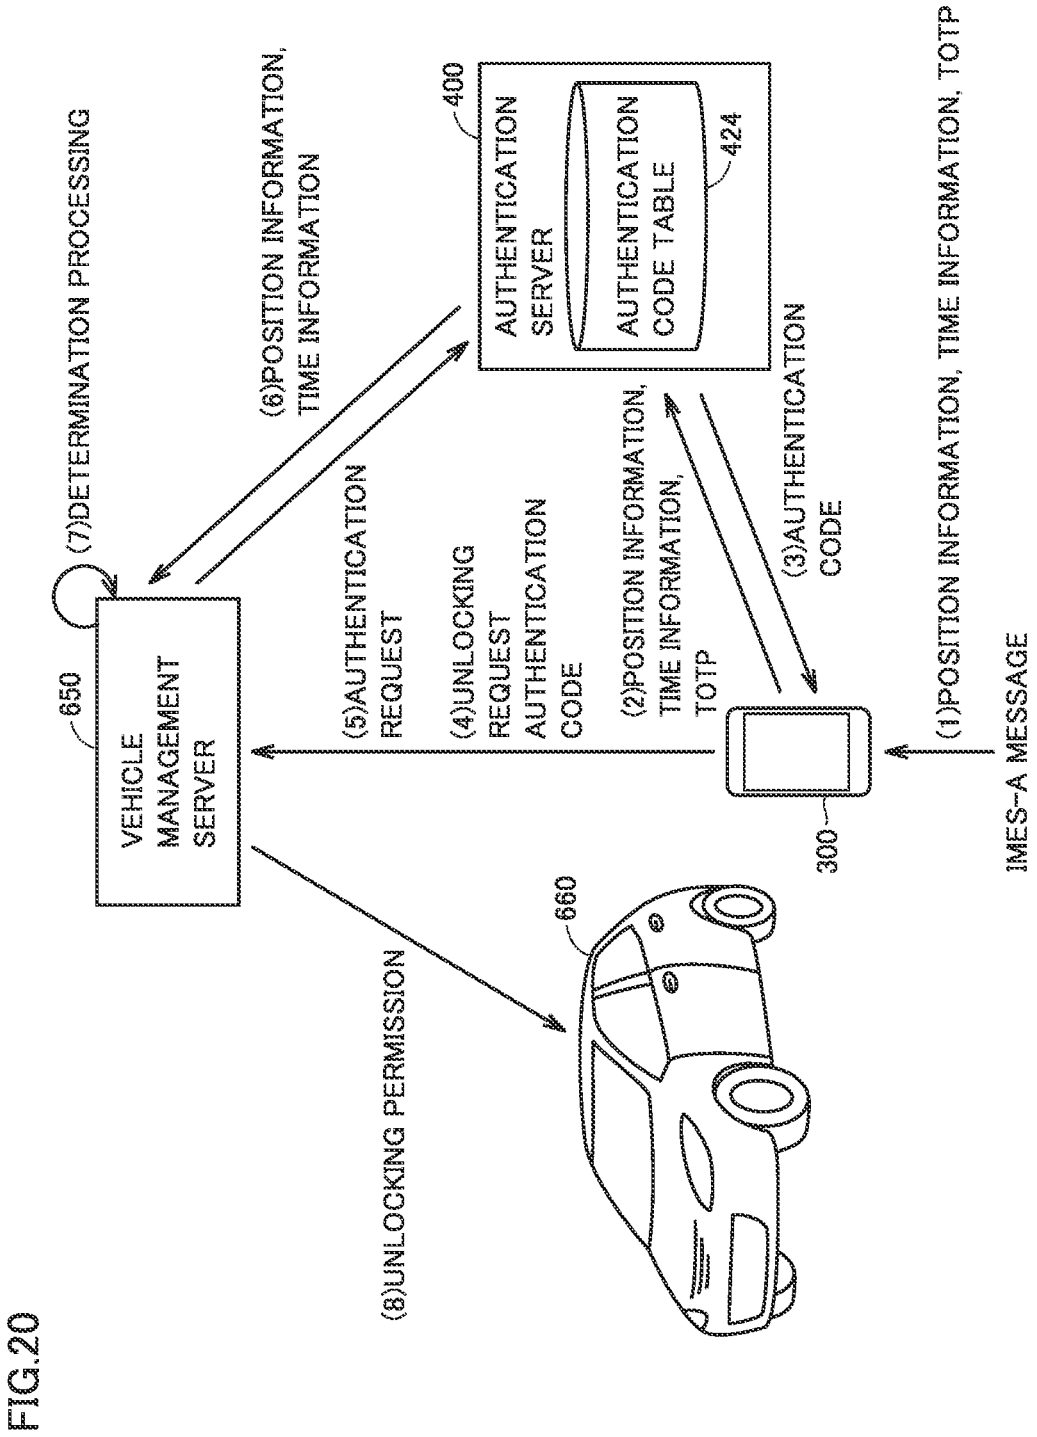 FIG.20
650
VEHICLE
MANAGEMENT
SERVER
(7)DETERMINATION PROCESSING
(6)POSITION INFORMATION,
TIME INFORMATION
(5)AUTHENTICATION
REQUEST
400
AUTHENTICATION
SERVER
AUTHENTICATION
CODE TABLE
424
(8)UNLOCKING PERMISSION
(4)UNLOCKING
REQUEST
AUTHENTICATION
CODE
(2)POSITION INFORMATION,
TIME INFORMATION,
TOTP
(3)AUTHENTICATION
CODE
660
300
(1)POSITION INFORMATION, TIME INFORMATION, TOTP
IMES-A MESSAGE